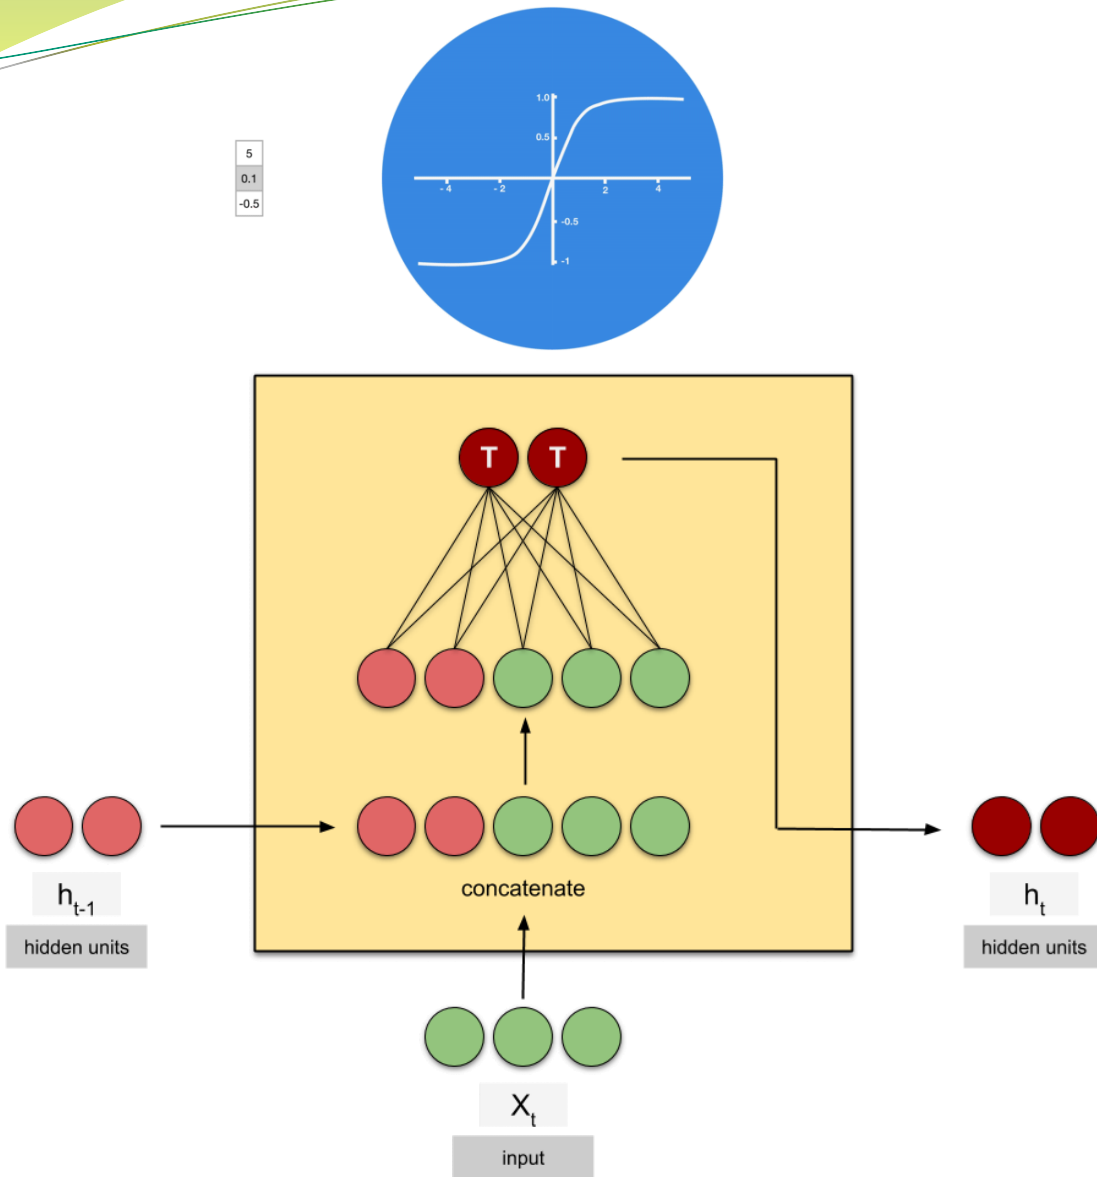 5
0.1
-0.5
1.0
0.5
-4 -2 2 4
-0.5
-1
T T
concatenate
h_t-1
hidden units
h_t
hidden units
X_t
input